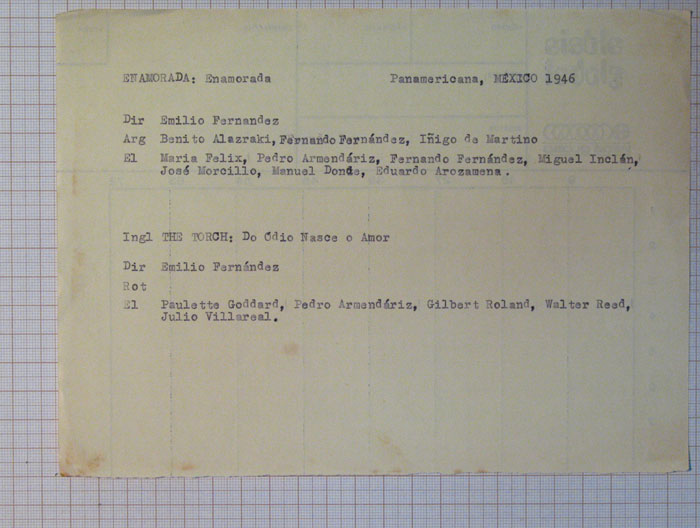 ENAMORADA: Enamorada Panamericana, MÉXICO 1946
Dir Emilio Fernandez
Arg Benito Alazraki, Fernando Fernández, Iñigo de Martino
El Maria Felix, Pedro Armendáriz, Fernando Fernández, Miguel Inclán,
José Morcillo, Manuel Donde, Eduardo Arozamena.
Ingl THE TORCH: Do Ódio Nasce o Amor
Dir Emilio Fernández
Rot
El Paulette Goddard, Pedro Armendáriz, Gilbert Roland, Walter Reed,
Julio Villareal.